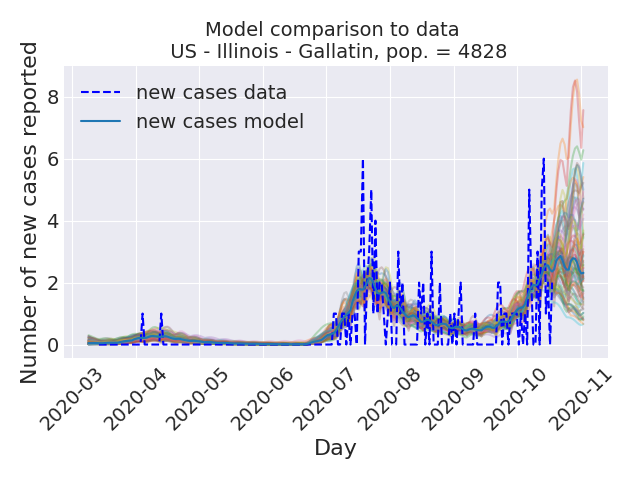 Model comparison to data
US - Illinois - Gallatin, pop. = 4828
new cases data
new cases model
Number of new cases reported
8
6
4
2
0
2020-03
2020-04
2020-05
2020-06
2020-07
2020-08
2020-09
2020-10
2020-11
Day